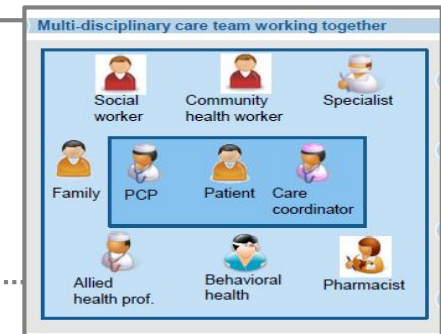 Multi-disciplinary care team working together
Social worker
Community health worker
Specialist
Family
PCP
Patient
Care coordinator
Allied health prof.
Behavioral health
Pharmacist